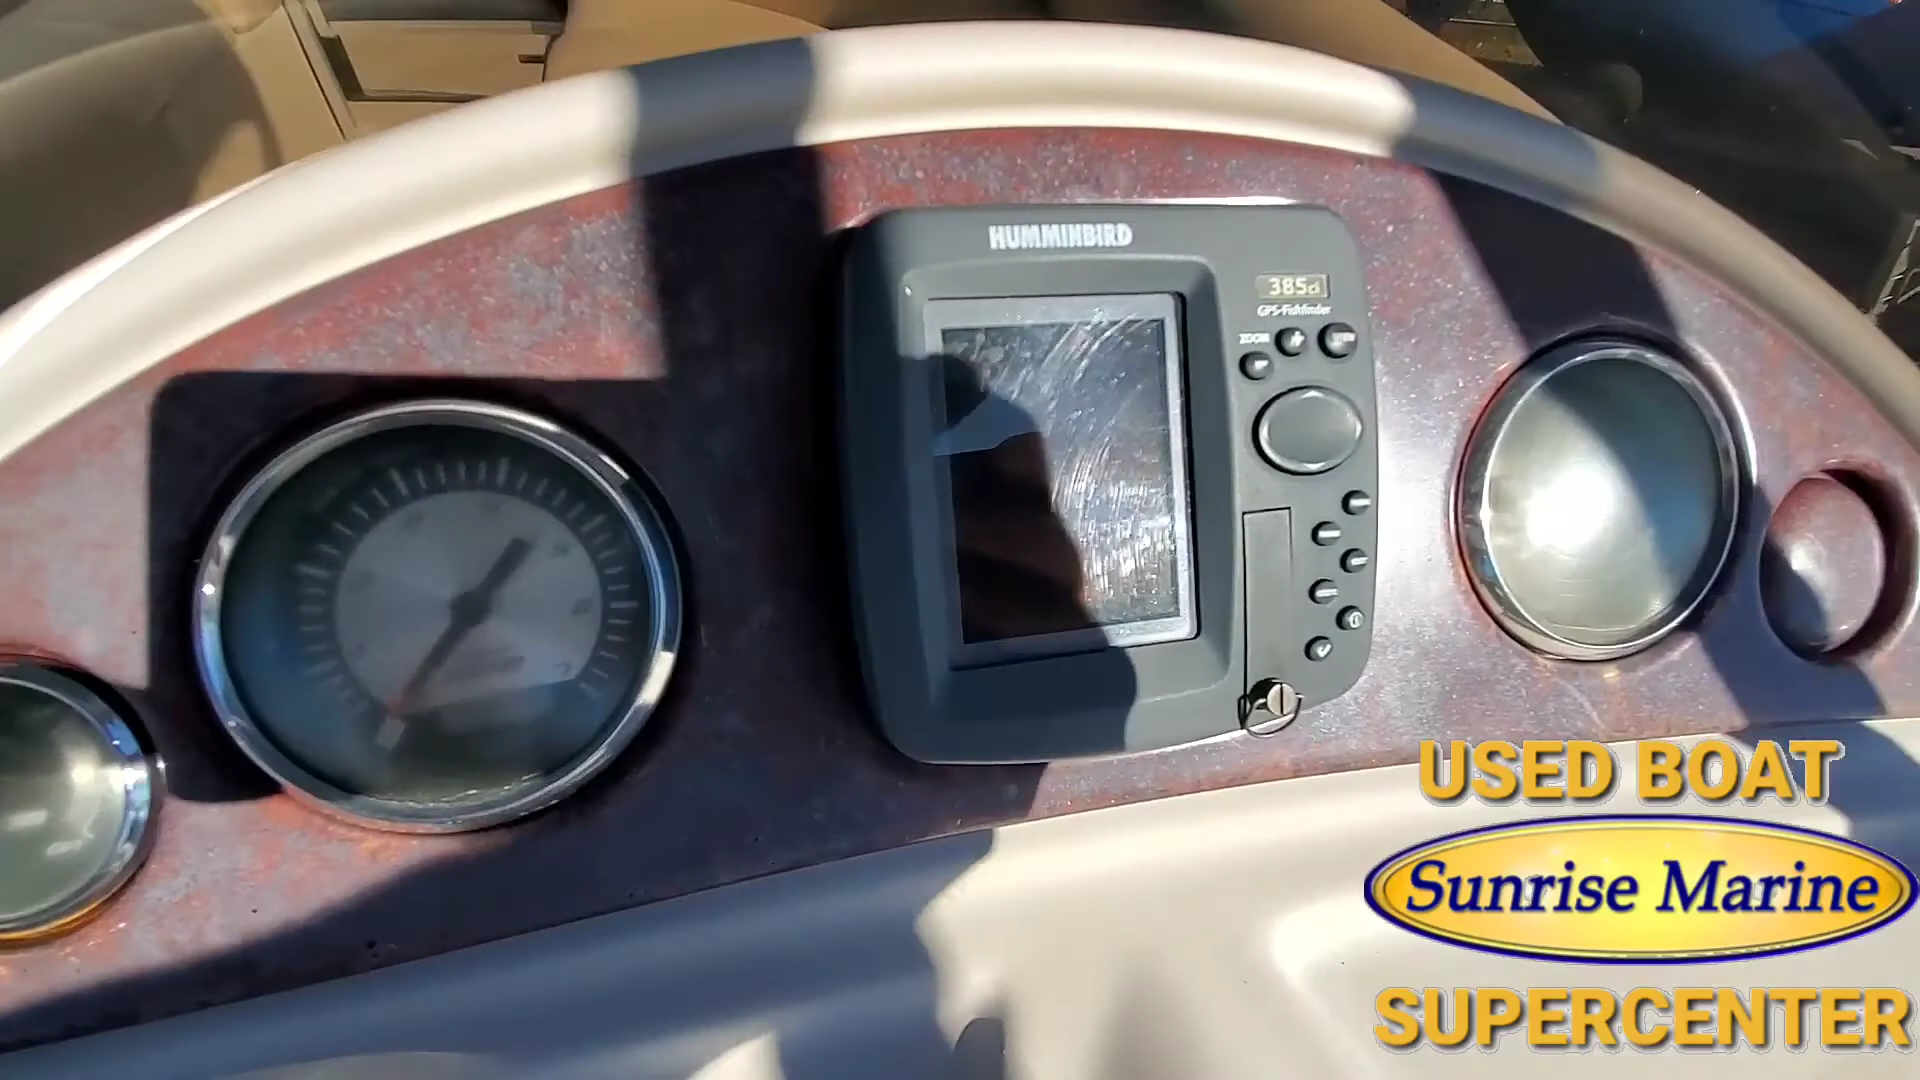 HUMMINBIRD
385ci
GPS-Fishfinder
ZOOM
USED BOAT
Sunrise Marine
SUPERCENTER